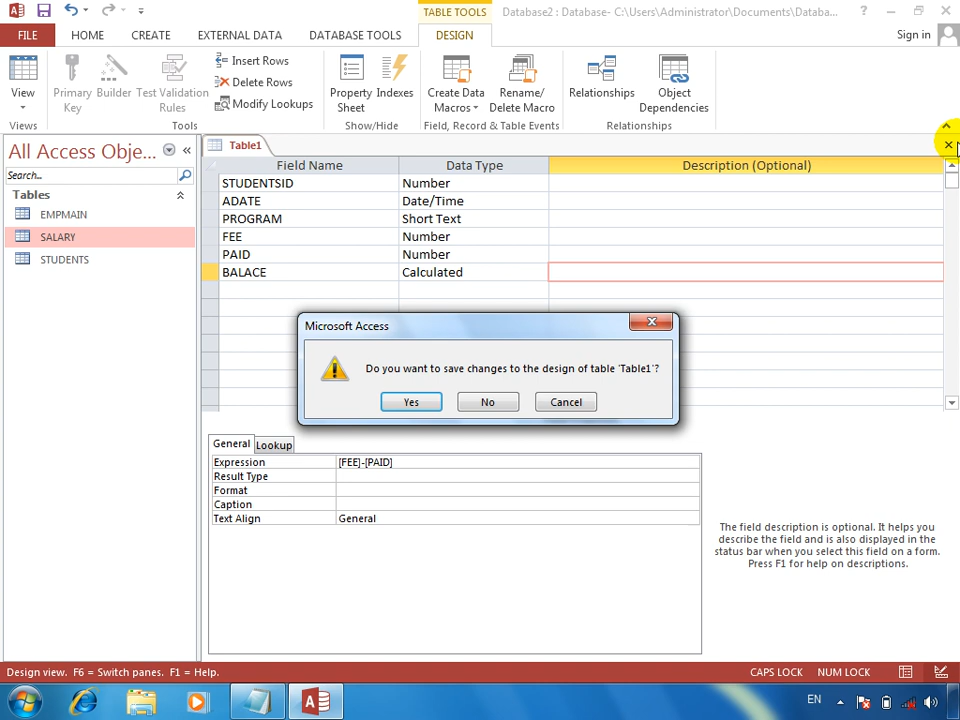 TABLE TOOLS
Database2 : Database- C:\Users\Administrator\Documents\Databa...
FILE HOME CREATE EXTERNAL DATA DATABASE TOOLS DESIGN Sign in
View
Primary Key
Builder
Test Validation Rules
Insert Rows
Delete Rows
Modify Lookups
Property Sheet
Indexes
Create Data Macros
Rename/ Delete Macro
Relationships
Object Dependencies
Views Tools Show/Hide Field, Record & Table Events Relationships
All Access Obje...
Search...
Tables
EMPMAIN
SALARY
STUDENTS
Table1
Field Name Data Type Description (Optional)
STUDENTSID Number
ADATE Date/Time
PROGRAM Short Text
FEE Number
PAID Number
BALACE Calculated
Microsoft Access
Do you want to save changes to the design of table 'Table1'?
Yes No Cancel
General Lookup
Expression [FEE]-[PAID]
Result Type
Format
Caption
Text Align General
The field description is optional. It helps you
describe the field and is also displayed in the
status bar when you select this field on a form.
Press F1 for help on descriptions.
Design view. F6 = Switch panes. F1 = Help. CAPS LOCK NUM LOCK
EN